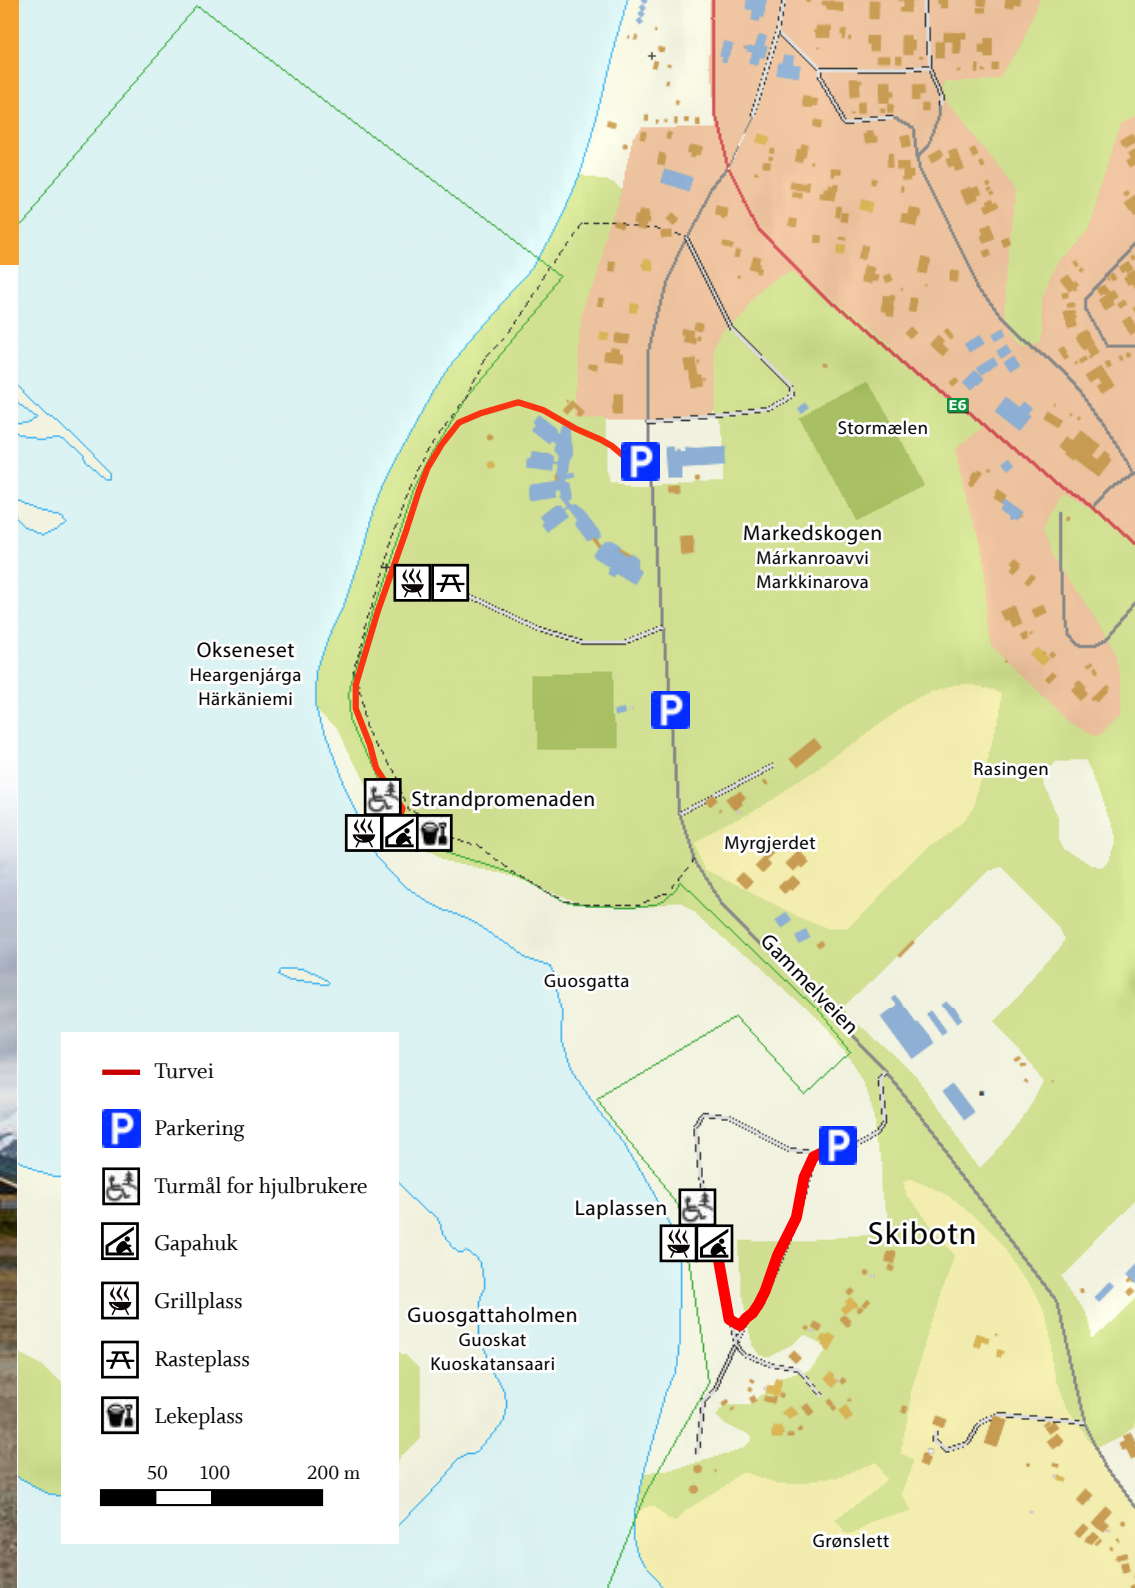 E6
Stormælen
P
Markedskogen
Márkanroavvi
Markkinarova
Okseneset
Heargenjárga
Härkäniemi
P
Rasingen
Strandpromenaden
Myrgjerdet
Gammelveien
Guosgatta
P
Laplassen
Skibotn
Guosgattaholmen
Guoskat
Kuoskatansaari
Grønslett
Turvei
P Parkering
Turmål for hjulbrukere
Gapahuk
Grillplass
Rasteplass
Lekeplass
50 100 200 m